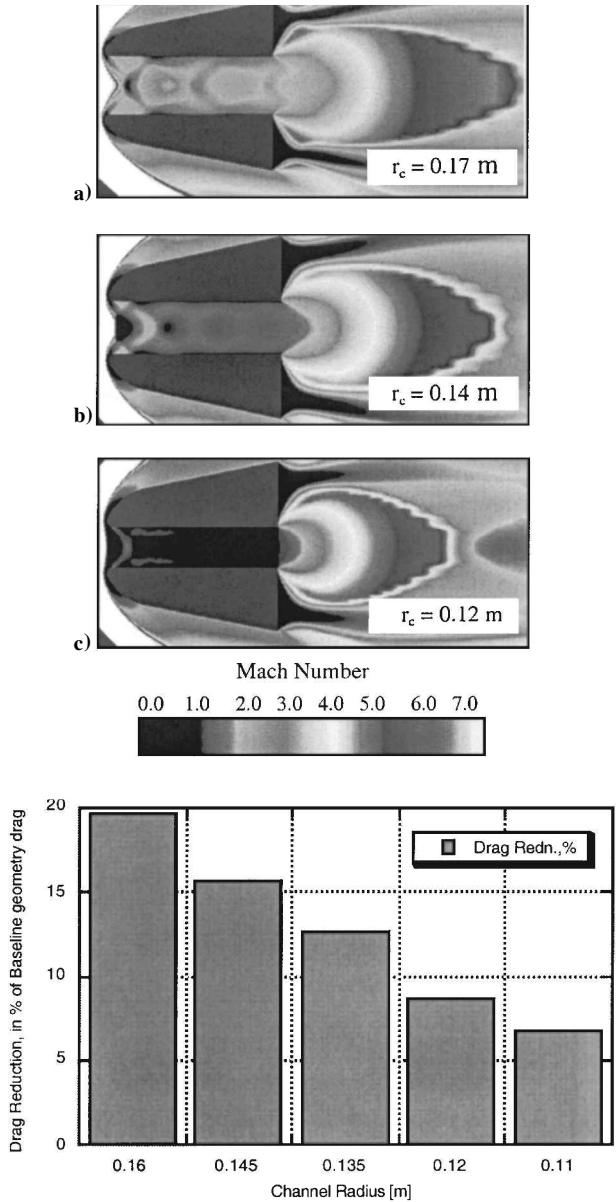 a)
r_c = 0.17 m
b)
r_c = 0.14 m
c)
r_c = 0.12 m
Mach Number
0.0 1.0 2.0 3.0 4.0 5.0 6.0 7.0
Drag Reduction, in % of Baseline geometry drag
20
15
10
5
0
Drag Redn.,%
0.16 0.145 0.135 0.12 0.11
Channel Radius [m]